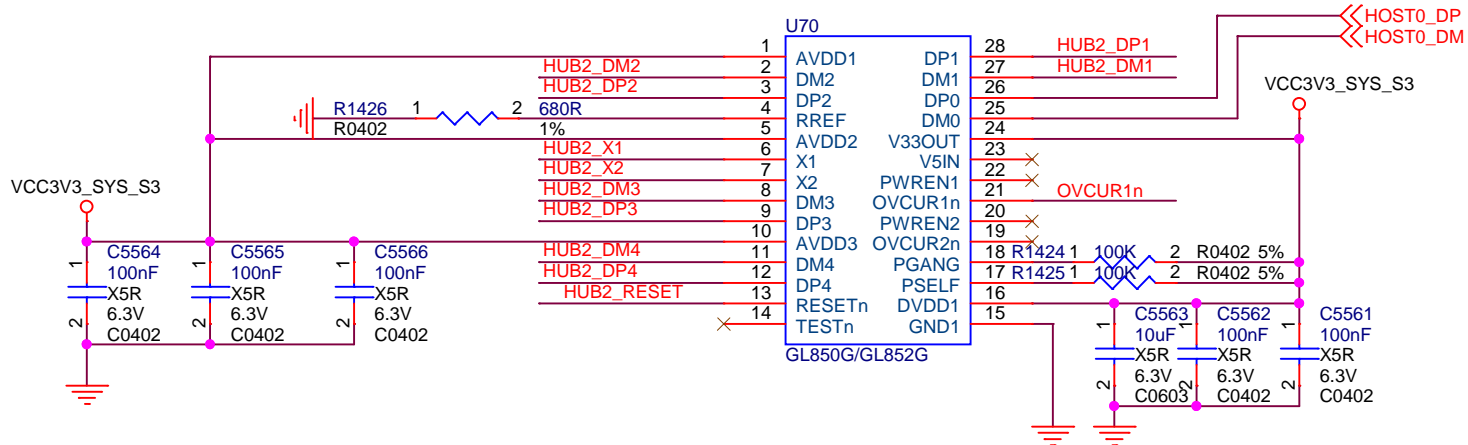 HOST0_DP
U70
HOST0_DM
1 AVDD1 DP1 28 HUB2_DP1
HUB2_DM2 2 DM2 DM1 27 HUB2_DM1
HUB2_DP2 3 DP2 DP0 26 VCC3V3_SYS_S3
R1426 1 2 680R 4 RREF DM0 25
R0402 1% 5 AVDD2 V33OUT 24
HUB2_X1 6 X1 V5IN 23
HUB2_X2 7 X2 PWREN1 22
VCC3V3_SYS_S3 HUB2_DM3 8 DM3 OVCUR1n 21 OVCUR1n
HUB2_DP3 9 DP3 PWREN2 20
10 AVDD3 OVCUR2n 19
HUB2_DM4 11 DM4 PGANG 18 R1424 1 100K 2 R0402 5%
HUB2_DP4 12 DP4 PSELF 17 R1425 1 100K 2 R0402 5%
HUB2_RESET 13 RESETn DVDD1 16
14 TESTn GND1 15
GL850G/GL852G
1 C5564 1 C5565 1 C5566
100nF 100nF 100nF
X5R X5R X5R
2 6.3V 2 6.3V 2 6.3V
C0402 C0402 C0402
1 C5563 1 C5562 1 C5561
10uF 100nF 100nF
X5R X5R X5R
2 6.3V 2 6.3V 2 6.3V
C0603 C0402 C0402